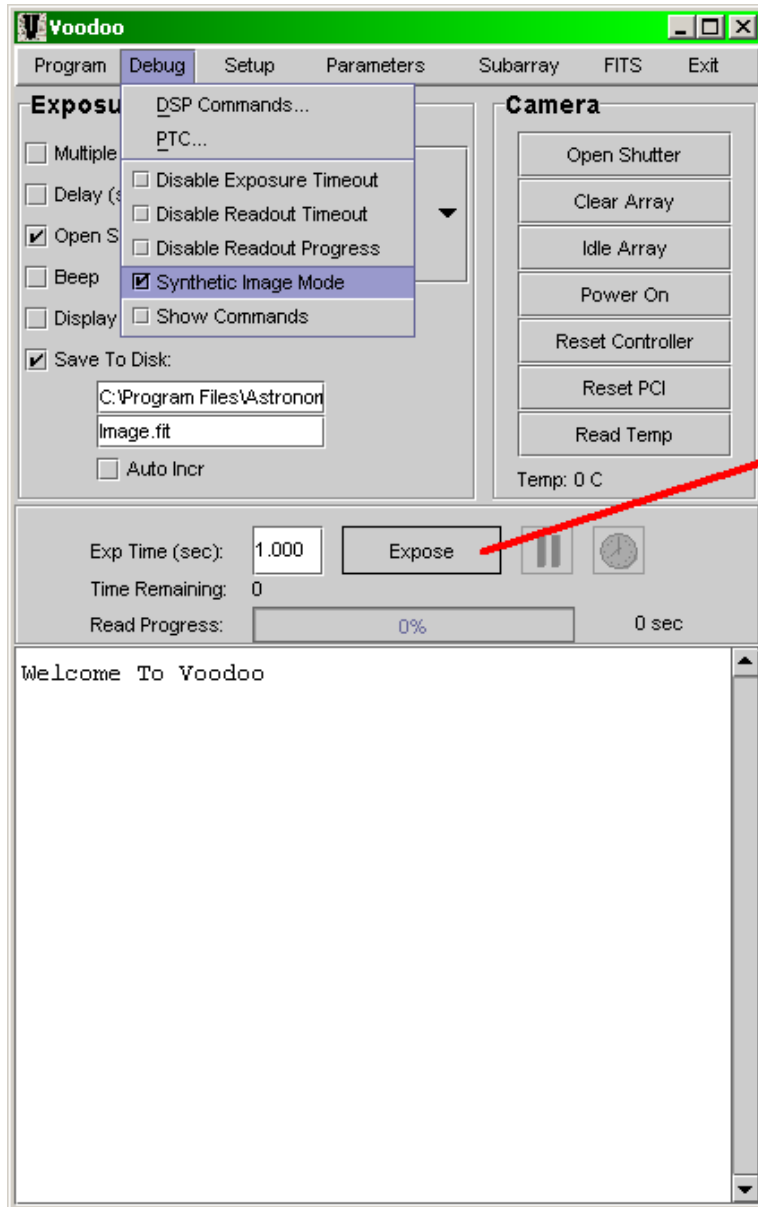 Voodoo
Program Debug Setup Parameters Subarray FITS Exit
Exposu
DSP Commands...
PTC...
Disable Exposure Timeout
Disable Readout Timeout
Disable Readout Progress
Synthetic Image Mode
Show Commands
Multiple
Delay (s
Open S
Beep
Display
Save To Disk:
C:\Program Files\Astronom
Image.fit
Auto Incr
Camera
Open Shutter
Clear Array
Idle Array
Power On
Reset Controller
Reset PCI
Read Temp
Temp: 0 C
Exp Time (sec): 1.000 Expose
Time Remaining: 0
Read Progress: 0% 0 sec
Welcome To Voodoo